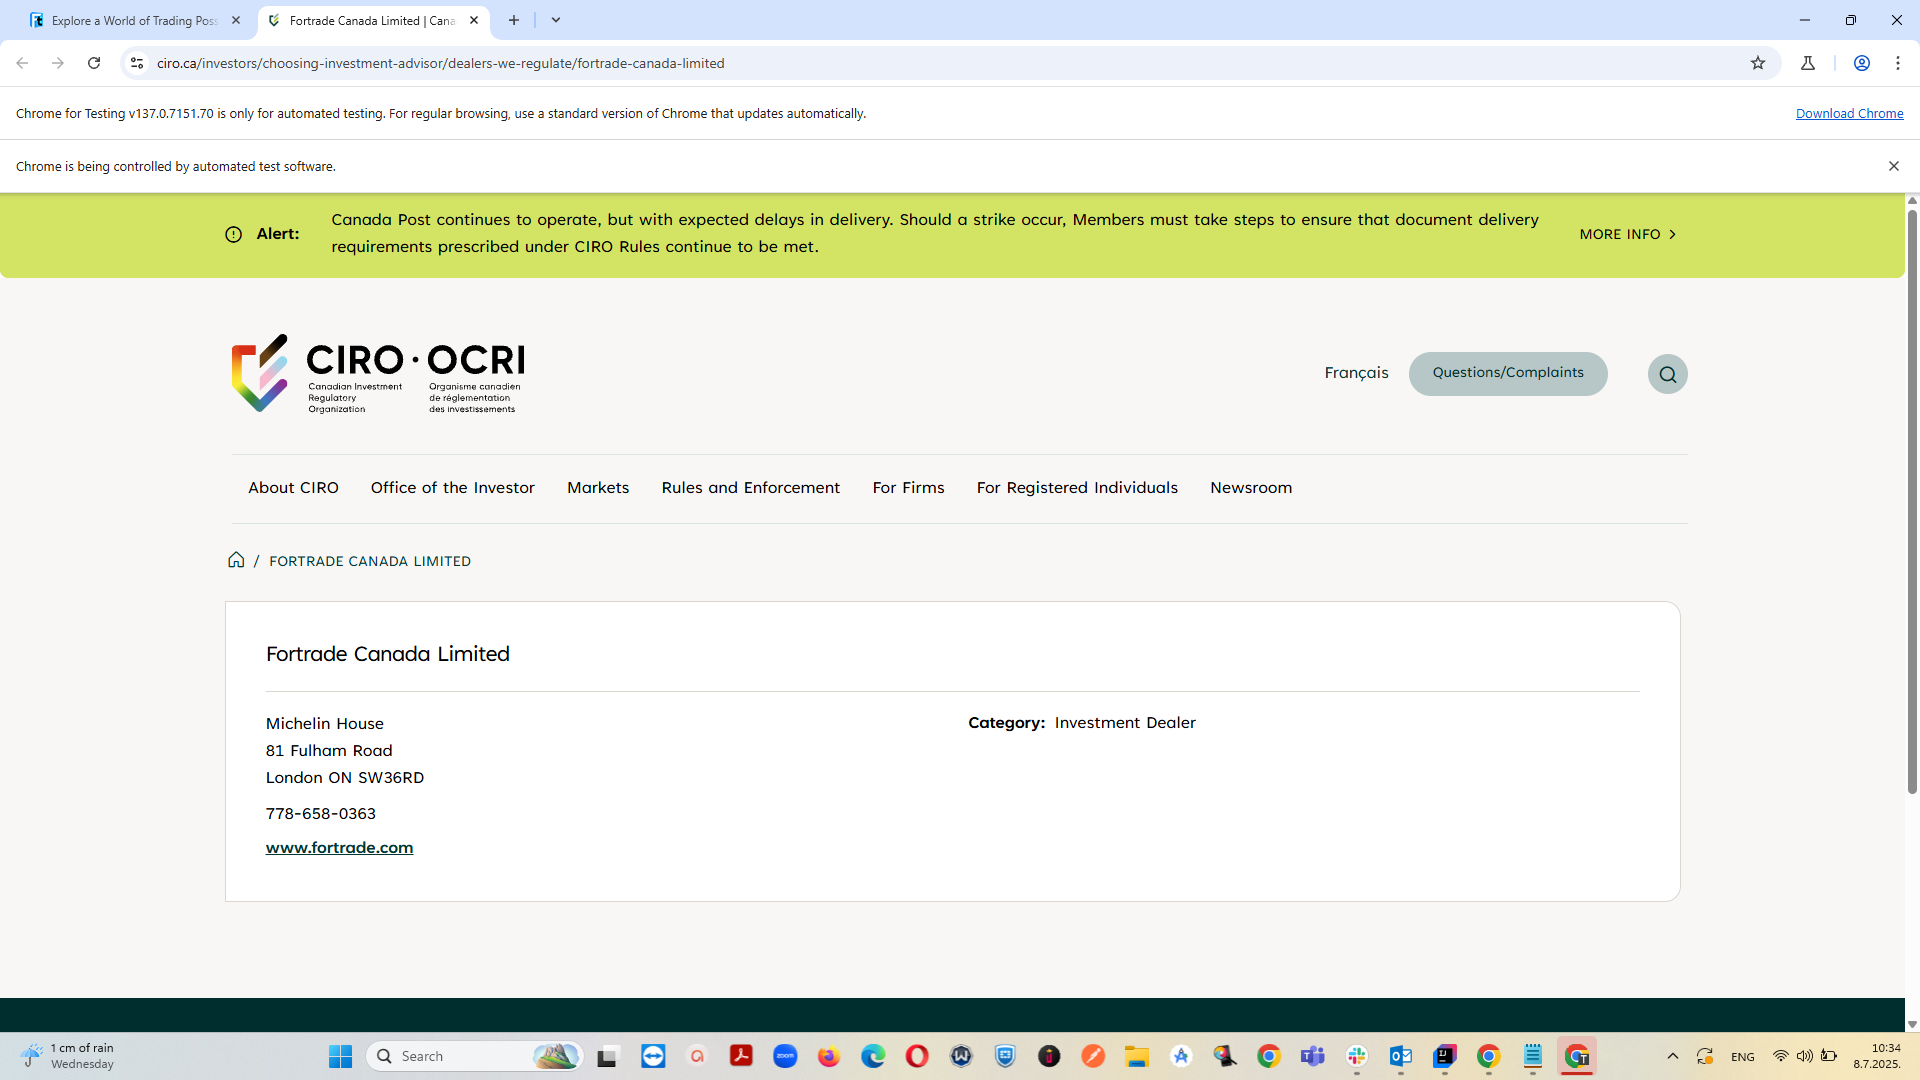 Explore a World of Trading Poss
Fortrade Canada Limited | Cana
ciro.ca/investors/choosing-investment-advisor/dealers-we-regulate/fortrade-canada-limited
Chrome for Testing v137.0.7151.70 is only for automated testing. For regular browsing, use a standard version of Chrome that updates automatically.
Download Chrome
Chrome is being controlled by automated test software.
Alert:
Canada Post continues to operate, but with expected delays in delivery. Should a strike occur, Members must take steps to ensure that document delivery
requirements prescribed under CIRO Rules continue to be met.
MORE INFO
CIRO · OCRI
Canadian Investment
Regulatory
Organization
Organisme canadien
de réglementation
des investissements
Français
Questions/Complaints
About CIRO
Office of the Investor
Markets
Rules and Enforcement
For Firms
For Registered Individuals
Newsroom
/ FORTRADE CANADA LIMITED
Fortrade Canada Limited
Michelin House
81 Fulham Road
London ON SW36RD
778-658-0363
www.fortrade.com
Category: Investment Dealer
1 cm of rain
Wednesday
Search
zoom
ENG
10:34
8.7.2025.